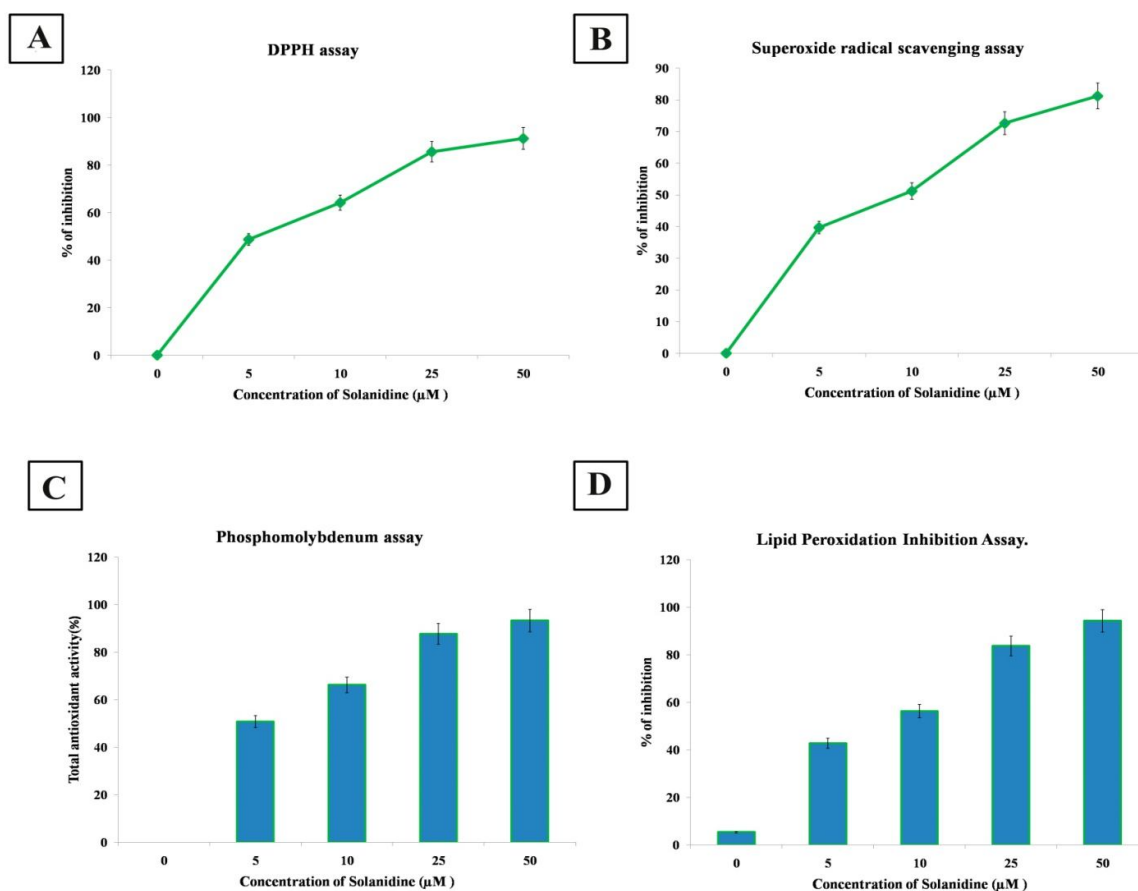 A
DPPH assay
120
100
80
60
40
20
0
% of inhibition
0 5 10 25 50
Concentration of Solanidine (µM )
B
Superoxide radical scavenging assay
90
80
70
60
50
40
30
20
10
0
% of inhibition
0 5 10 25 50
Concentration of Solanidine (µM )
C
Phosphomolybdenum assay
120
100
80
60
40
20
0
Total antioxidant activity(%)
0 5 10 25 50
Concentration of Solanidine (µM )
D
Lipid Peroxidation Inhibition Assay.
120
100
80
60
40
20
0
% of inhibition
0 5 10 25 50
Concentration of Solanidine (µM )